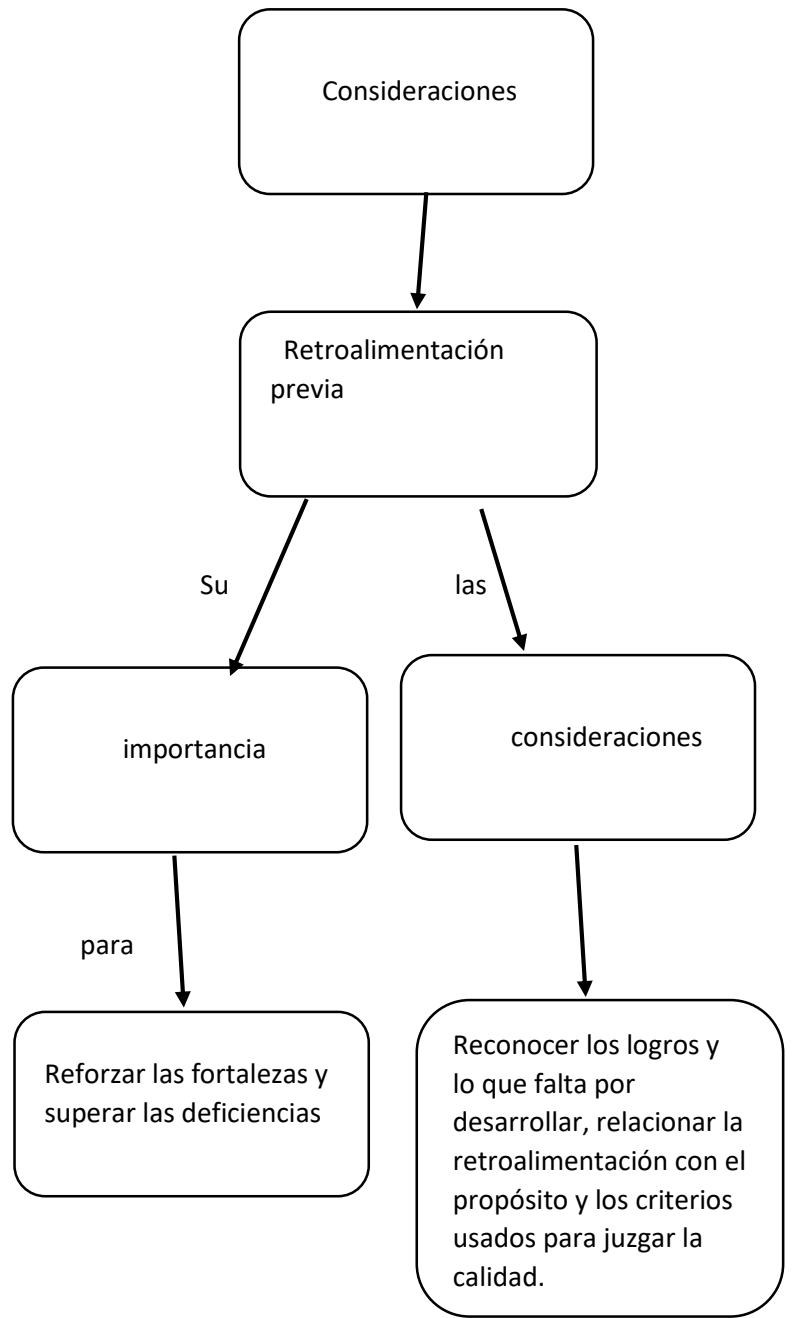 Consideraciones
Retroalimentación
previa
Su
las
importancia
consideraciones
para
Reforzar las fortalezas y
superar las deficiencias
Reconocer los logros y
lo que falta por
desarrollar, relacionar la
retroalimentación con el
propósito y los criterios
usados para juzgar la
calidad.